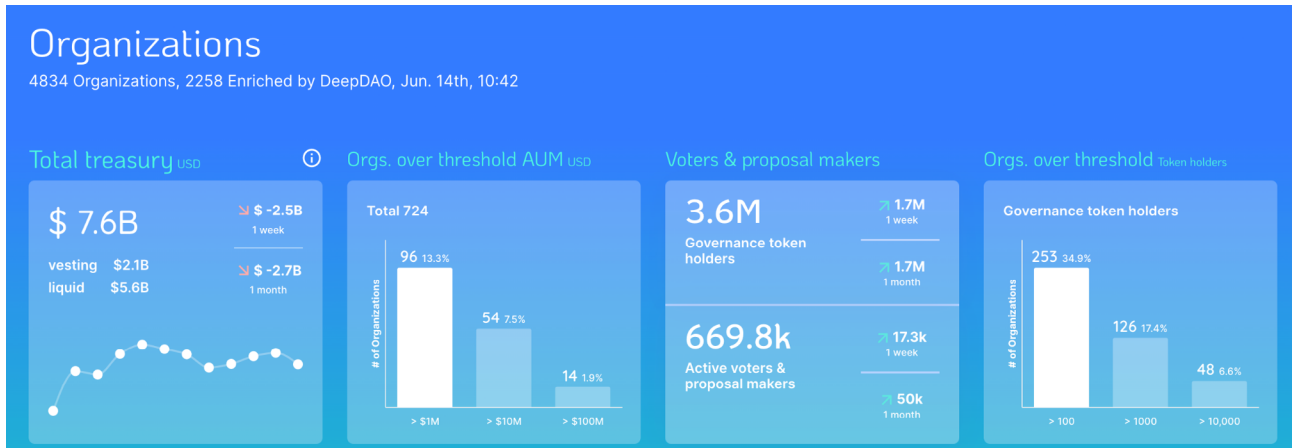 Organizations
4834 Organizations, 2258 Enriched by DeepDAO, Jun. 14th, 10:42
Total treasury USD
$ 7.6B
$ -2.5B
1 week
vesting $2.1B
liquid $5.6B
$ -2.7B
1 month
Orgs. over threshold AUM USD
Total 724
# of Organizations
96 13.3%
54 7.5%
14 1.9%
> $1M
> $10M
> $100M
Voters & proposal makers
3.6M
Governance token
holders
1.7M
1 week
1.7M
1 month
669.8k
Active voters &
proposal makers
17.3k
1 week
50k
1 month
Orgs. over threshold Token holders
Governance token holders
# of Organizations
253 34.9%
126 17.4%
48 6.6%
> 100
> 1000
> 10,000